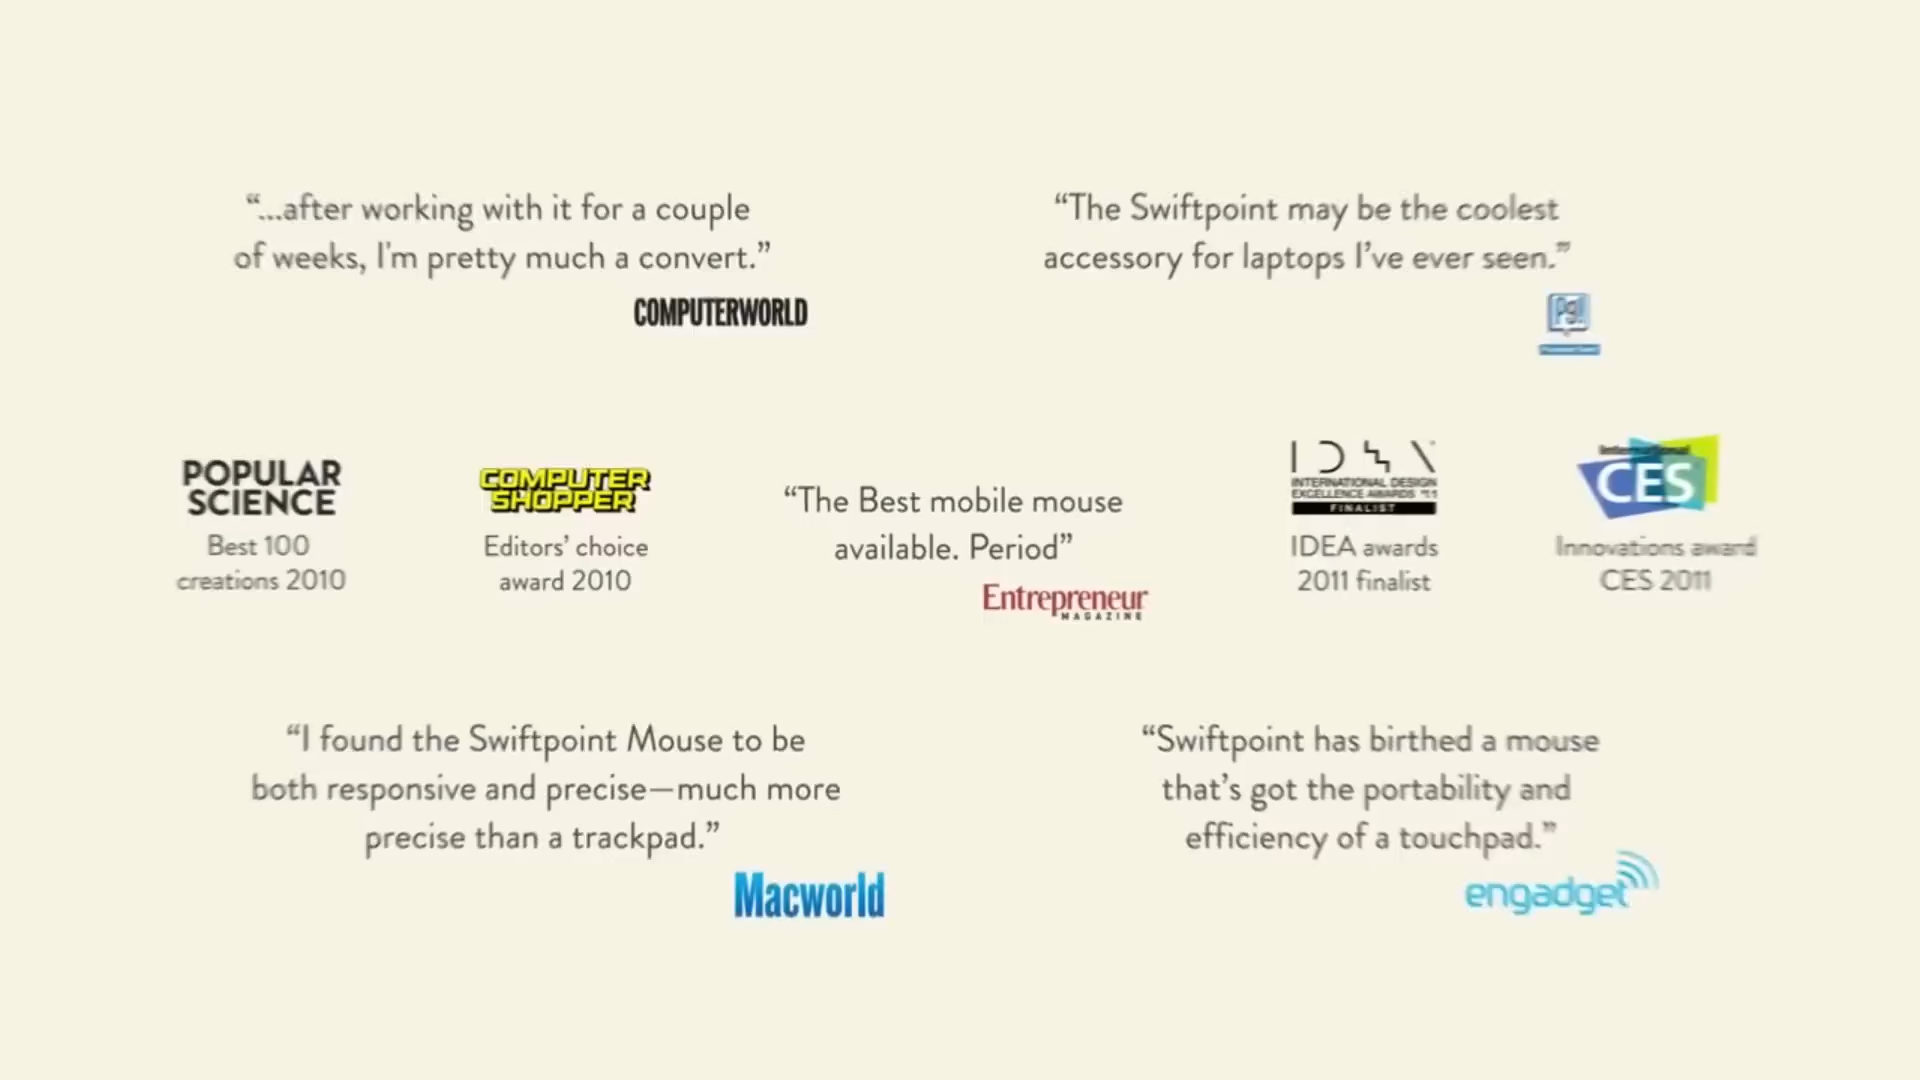 “...after working with it for a couple
of weeks, I'm pretty much a convert.”
COMPUTERWORLD
“The Swiftpoint may be the coolest
accessory for laptops I’ve ever seen.”
Pg!!
POPULAR
SCIENCE
Best 100
creations 2010
COMPUTER
SHOPPER
Editors’ choice
award 2010
“The Best mobile mouse
available. Period”
Entrepreneur
MAGAZINE
INTERNATIONAL DESIGN
EXCELLENCE AWARDS '11
FINALIST
IDEA awards
2011 finalist
International
CES
Innovations award
CES 2011
“I found the Swiftpoint Mouse to be
both responsive and precise—much more
precise than a trackpad.”
Macworld
“Swiftpoint has birthed a mouse
that’s got the portability and
efficiency of a touchpad.”
engadget